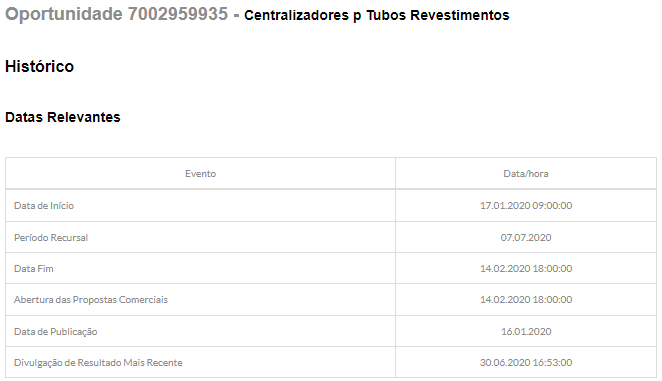 Oportunidade 7002959935 - Centralizadores p Tubos Revestimentos
Histórico
Datas Relevantes
Evento Data/hora
Data de Início 17.01.2020 09:00:00
Período Recursal 07.07.2020
Data Fim 14.02.2020 18:00:00
Abertura das Propostas Comerciais 14.02.2020 18:00:00
Data de Publicação 16.01.2020
Divulgação de Resultado Mais Recente 30.06.2020 16:53:00